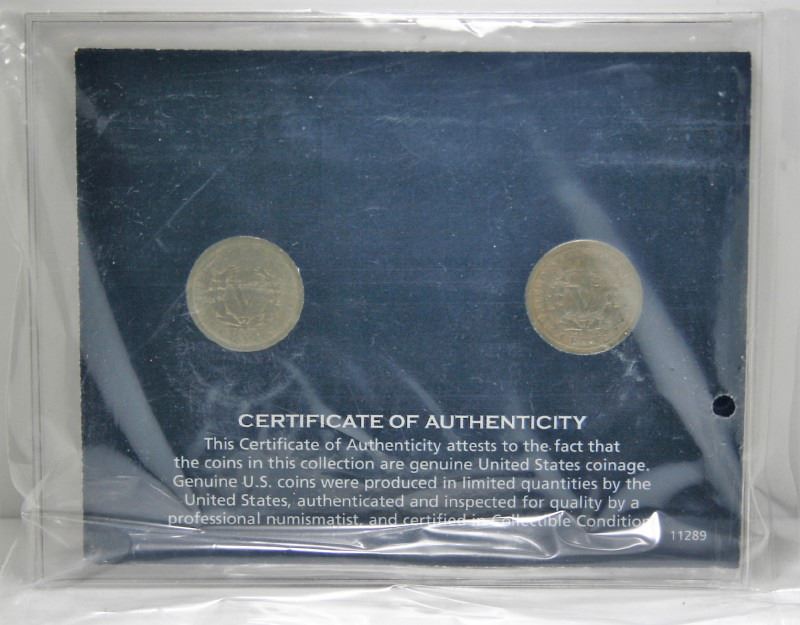 CERTIFICATE OF AUTHENTICITY
This Certificate of Authenticity attests to the fact that
the coins in this collection are genuine United States coinage.
Genuine U.S. coins were produced in limited quantities by the
United States, authenticated and inspected for quality by a
professional numismatist, and certified in Collectible Condition.
11289
V
V